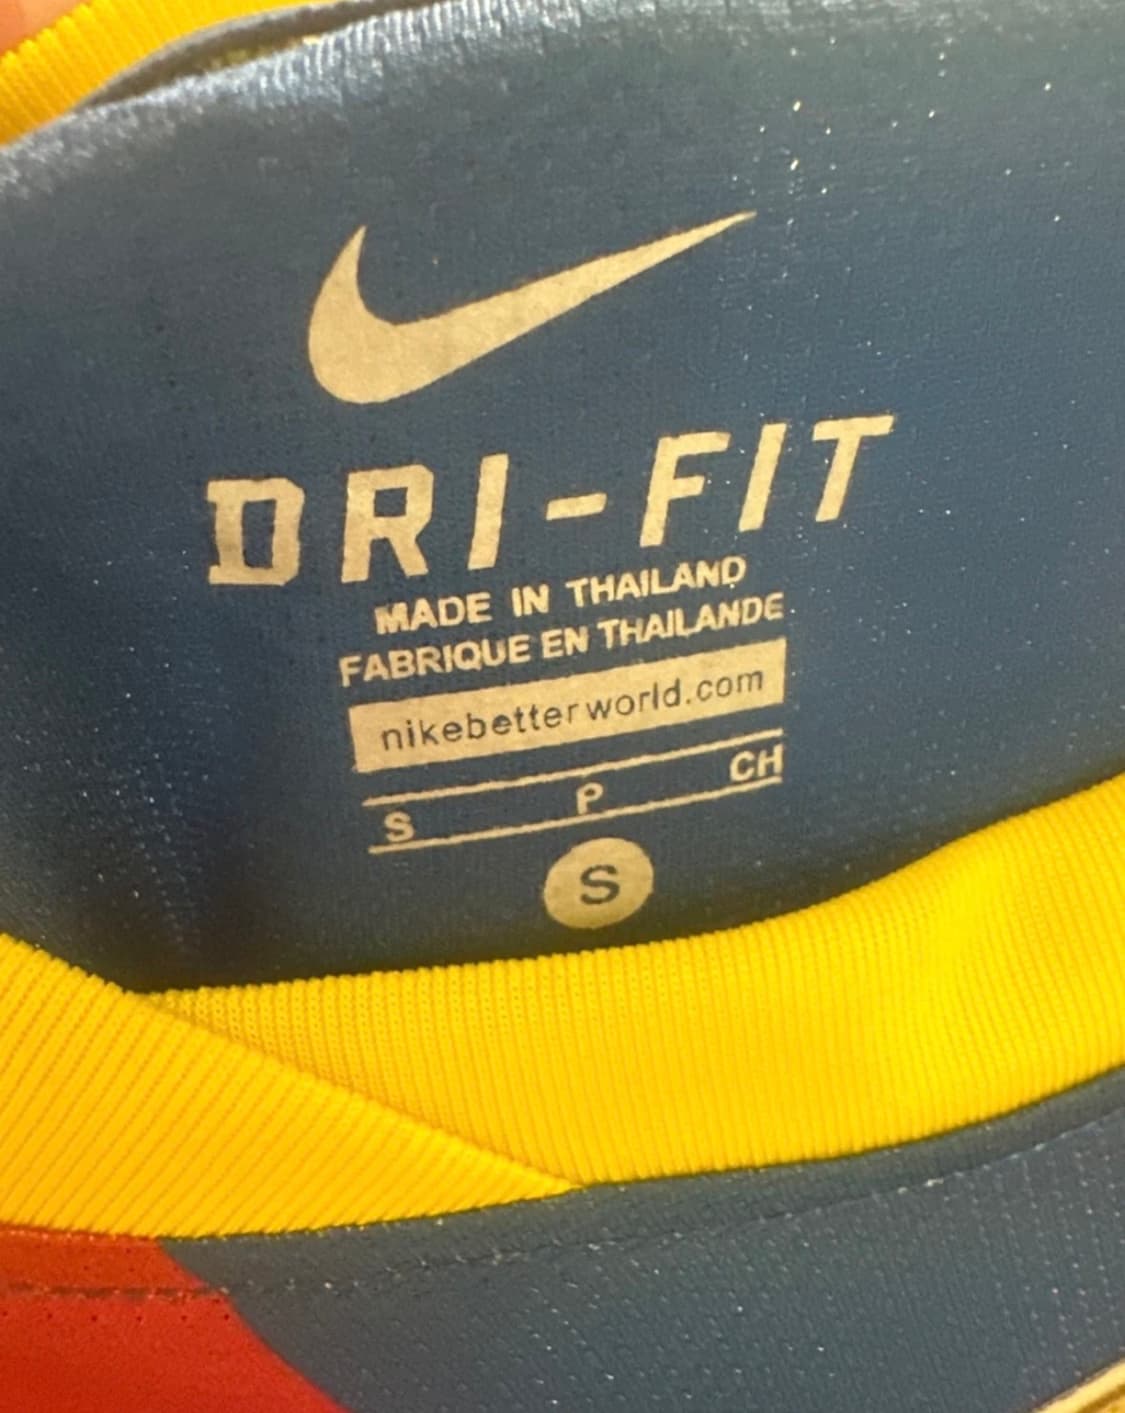 DRI-FIT
MADE IN THAILAND
FABRIQUE EN THAILANDE
nikebetterworld.com
S P CH
S